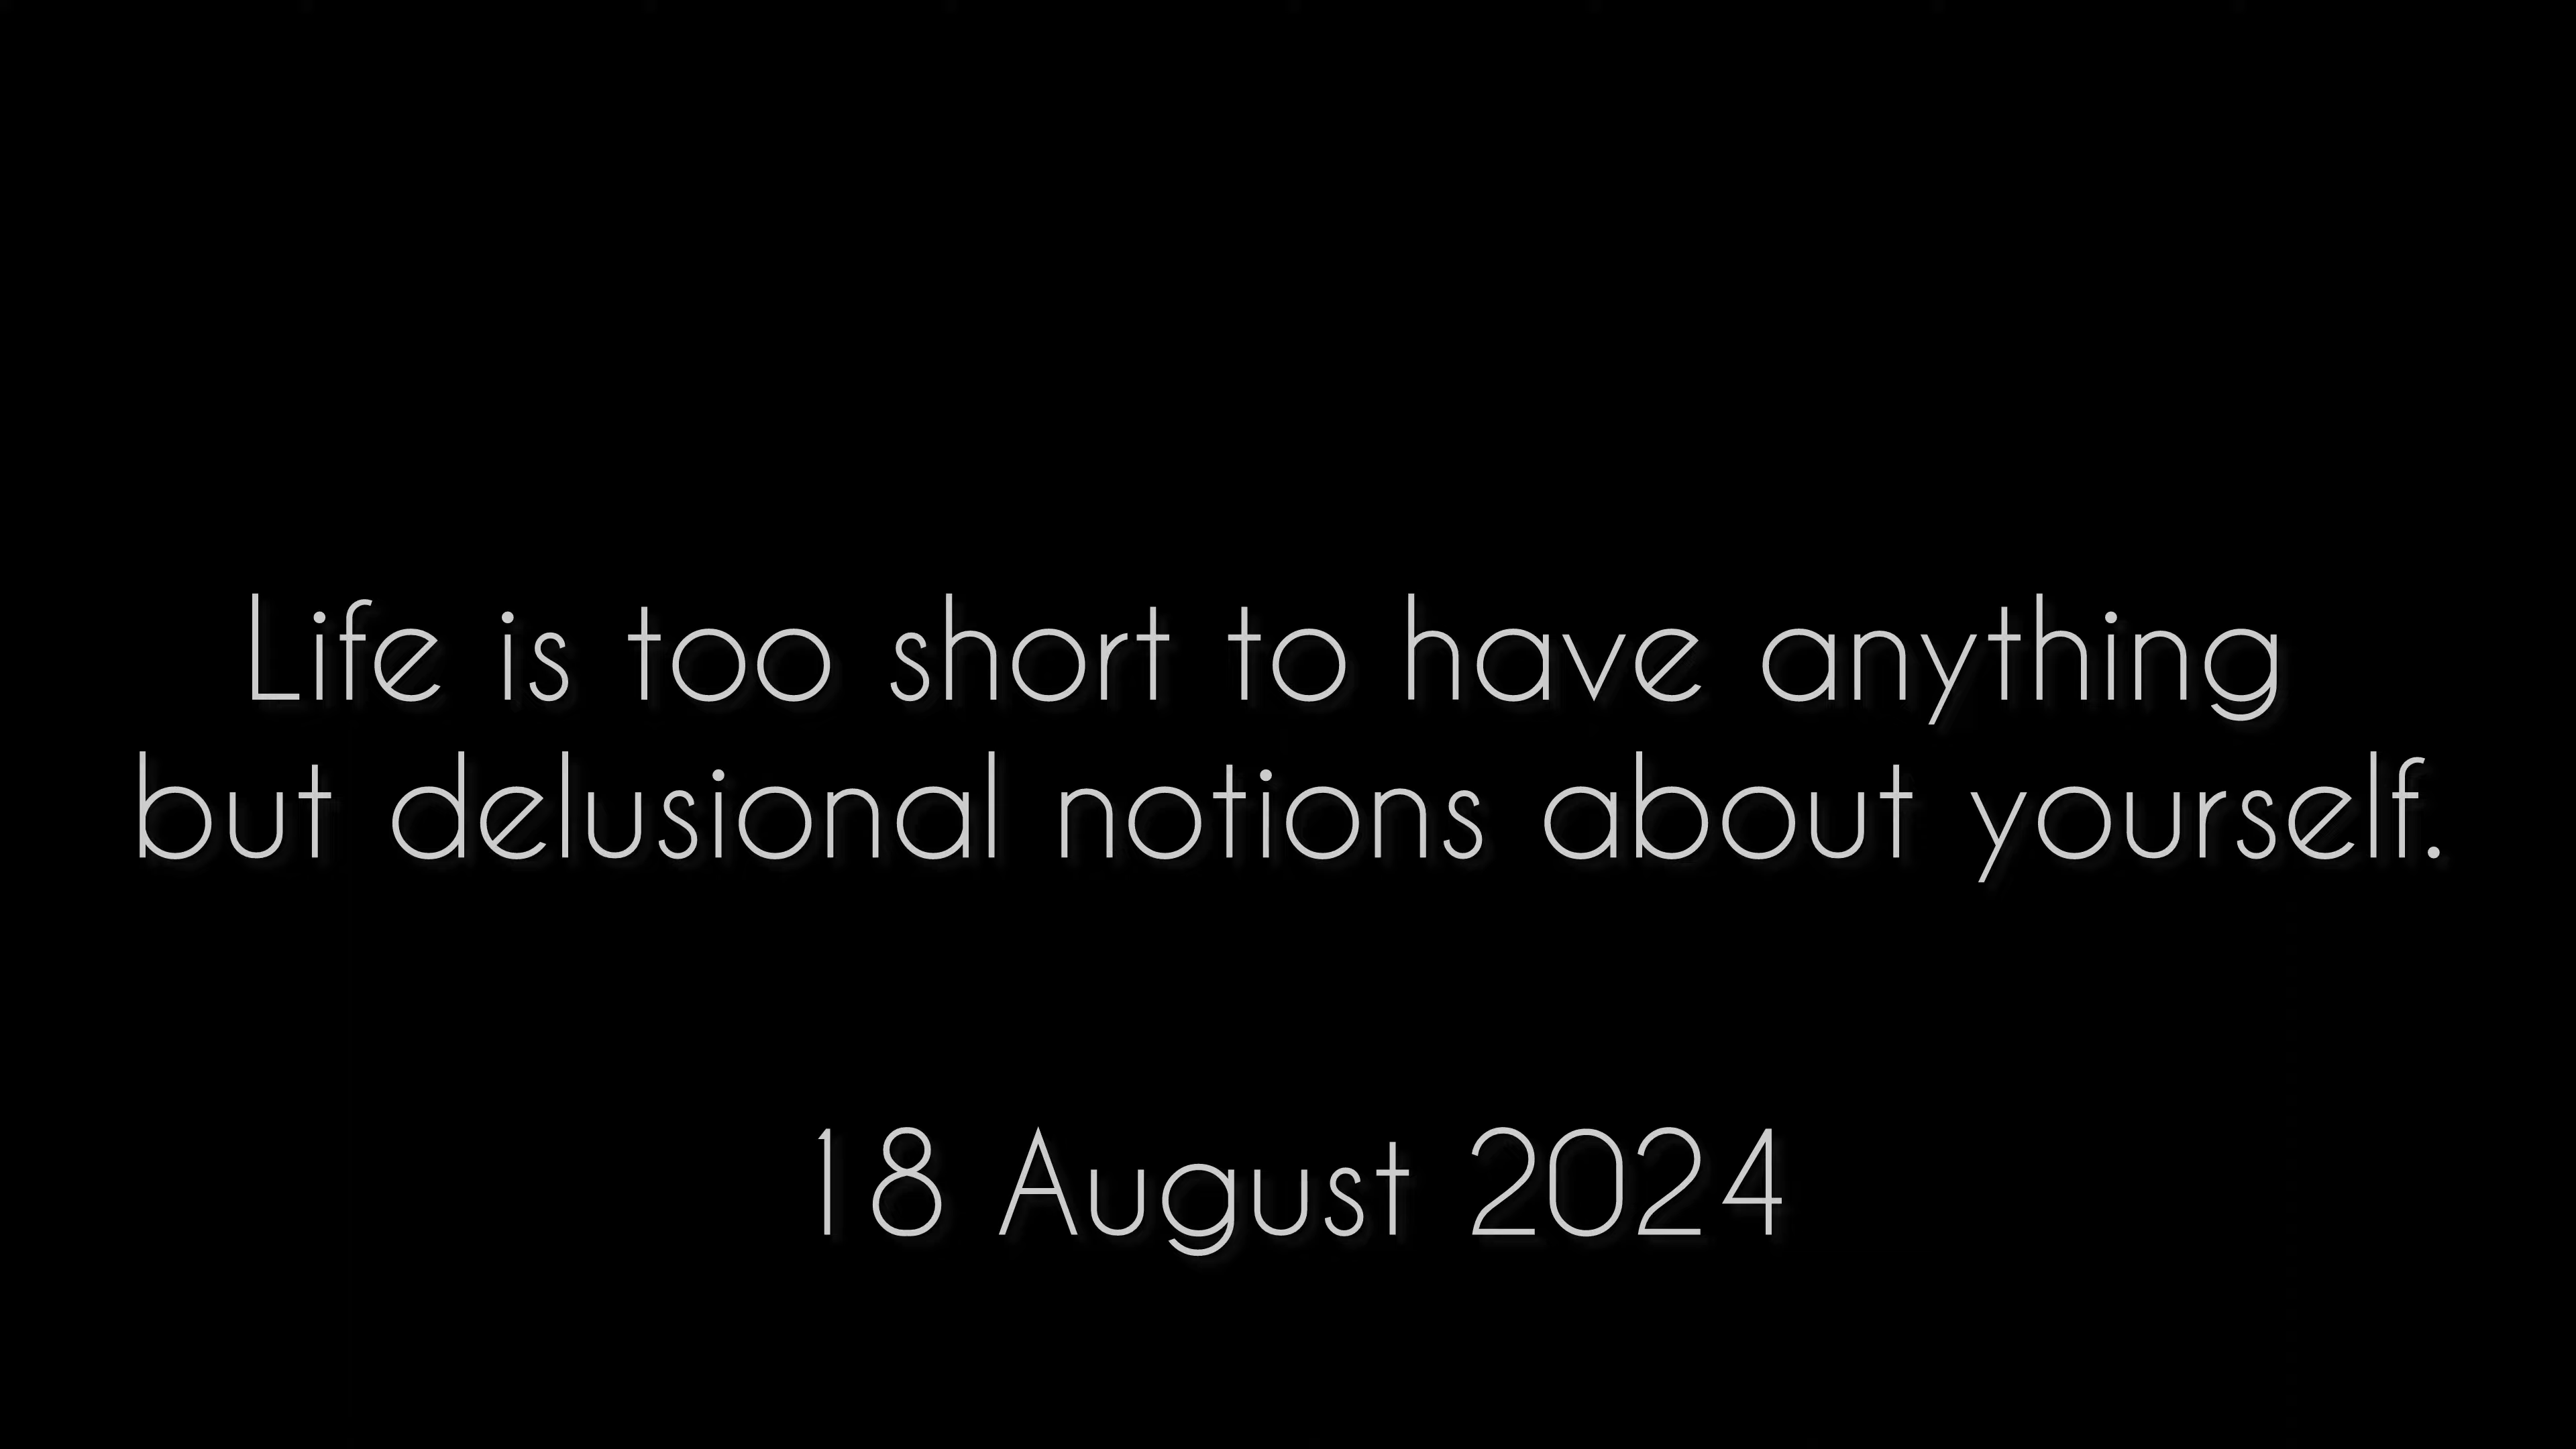 Life is too short to have anything
but delusional notions about yourself.
18 August 2024